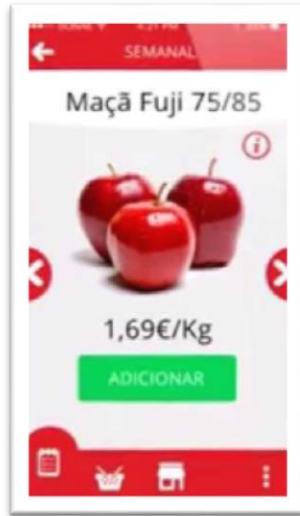 SEMANAL
Maçã Fuji 75/85
i
1,69€/Kg
ADICIONAR